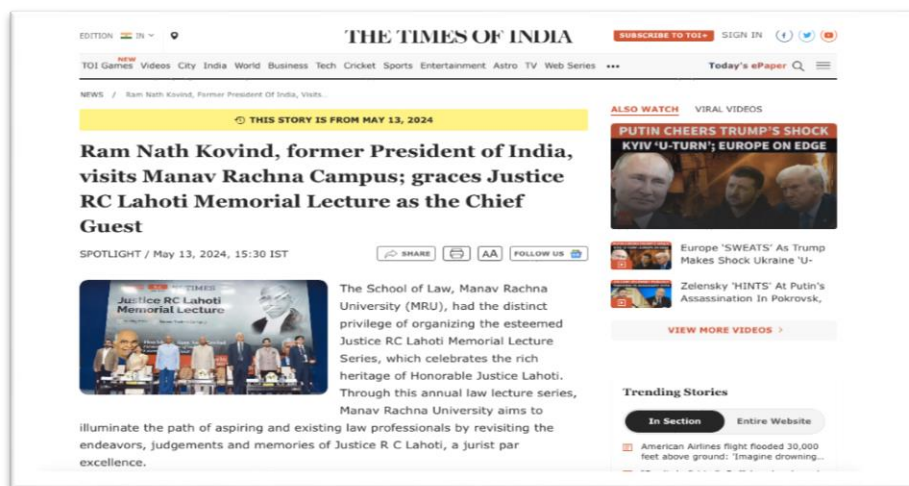 EDITION IN
THE TIMES OF INDIA
SUBSCRIBE TO TOI+ SIGN IN
NEW
TOI Games Videos City India World Business Tech Cricket Sports Entertainment Astro TV Web Series ••• Today's ePaper
NEWS / Ram Nath Kovind, Former President Of India, Visits..
THIS STORY IS FROM MAY 13, 2024
Ram Nath Kovind, former President of India,
visits Manav Rachna Campus; graces Justice
RC Lahoti Memorial Lecture as the Chief
Guest
SPOTLIGHT / May 13, 2024, 15:30 IST
SHARE AA FOLLOW US
TIMES
Justice RC Lahoti
Memorial Lecture
The School of Law, Manav Rachna
University (MRU), had the distinct
privilege of organizing the esteemed
Justice RC Lahoti Memorial Lecture
Series, which celebrates the rich
heritage of Honorable Justice Lahoti.
Through this annual law lecture series,
Manav Rachna University aims to
illuminate the path of aspiring and existing law professionals by revisiting the
endeavors, judgements and memories of Justice R C Lahoti, a jurist par
excellence.
ALSO WATCH VIRAL VIDEOS
PUTIN CHEERS TRUMP'S SHOCK
KYIV 'U-TURN'; EUROPE ON EDGE
Europe 'SWEATS' As Trump
Makes Shock Ukraine 'U-
Zelensky 'HINTS' At Putin's
Assassination In Pokrovsk,
VIEW MORE VIDEOS >
Trending Stories
In Section Entire Website
American Airlines flight flooded 30,000
feet above ground: 'Imagine drowning...